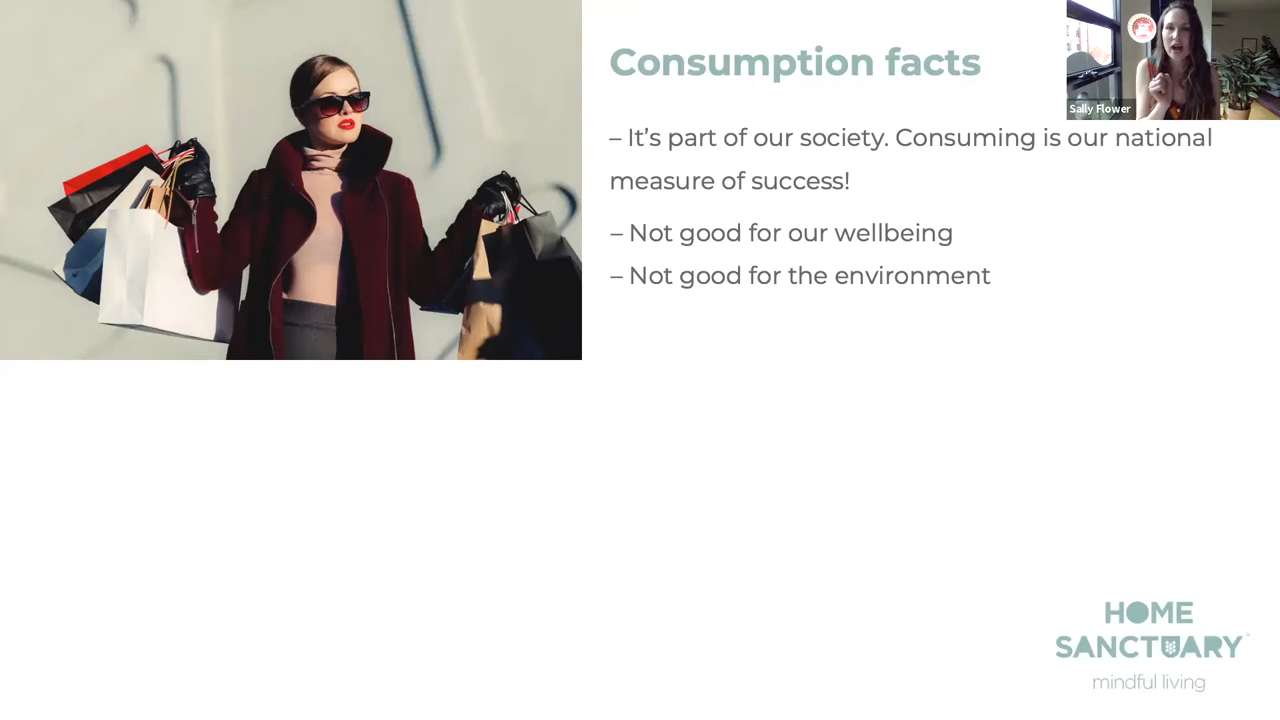 Consumption facts
Sally Flower
– It’s part of our society. Consuming is our national
measure of success!
– Not good for our wellbeing
– Not good for the environment
HOME
SANCTUARY
mindful living